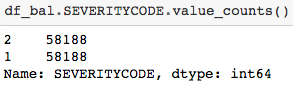 df_bal.SEVERITYCODE.value_counts()
2    58188
1    58188
Name: SEVERITYCODE, dtype: int64